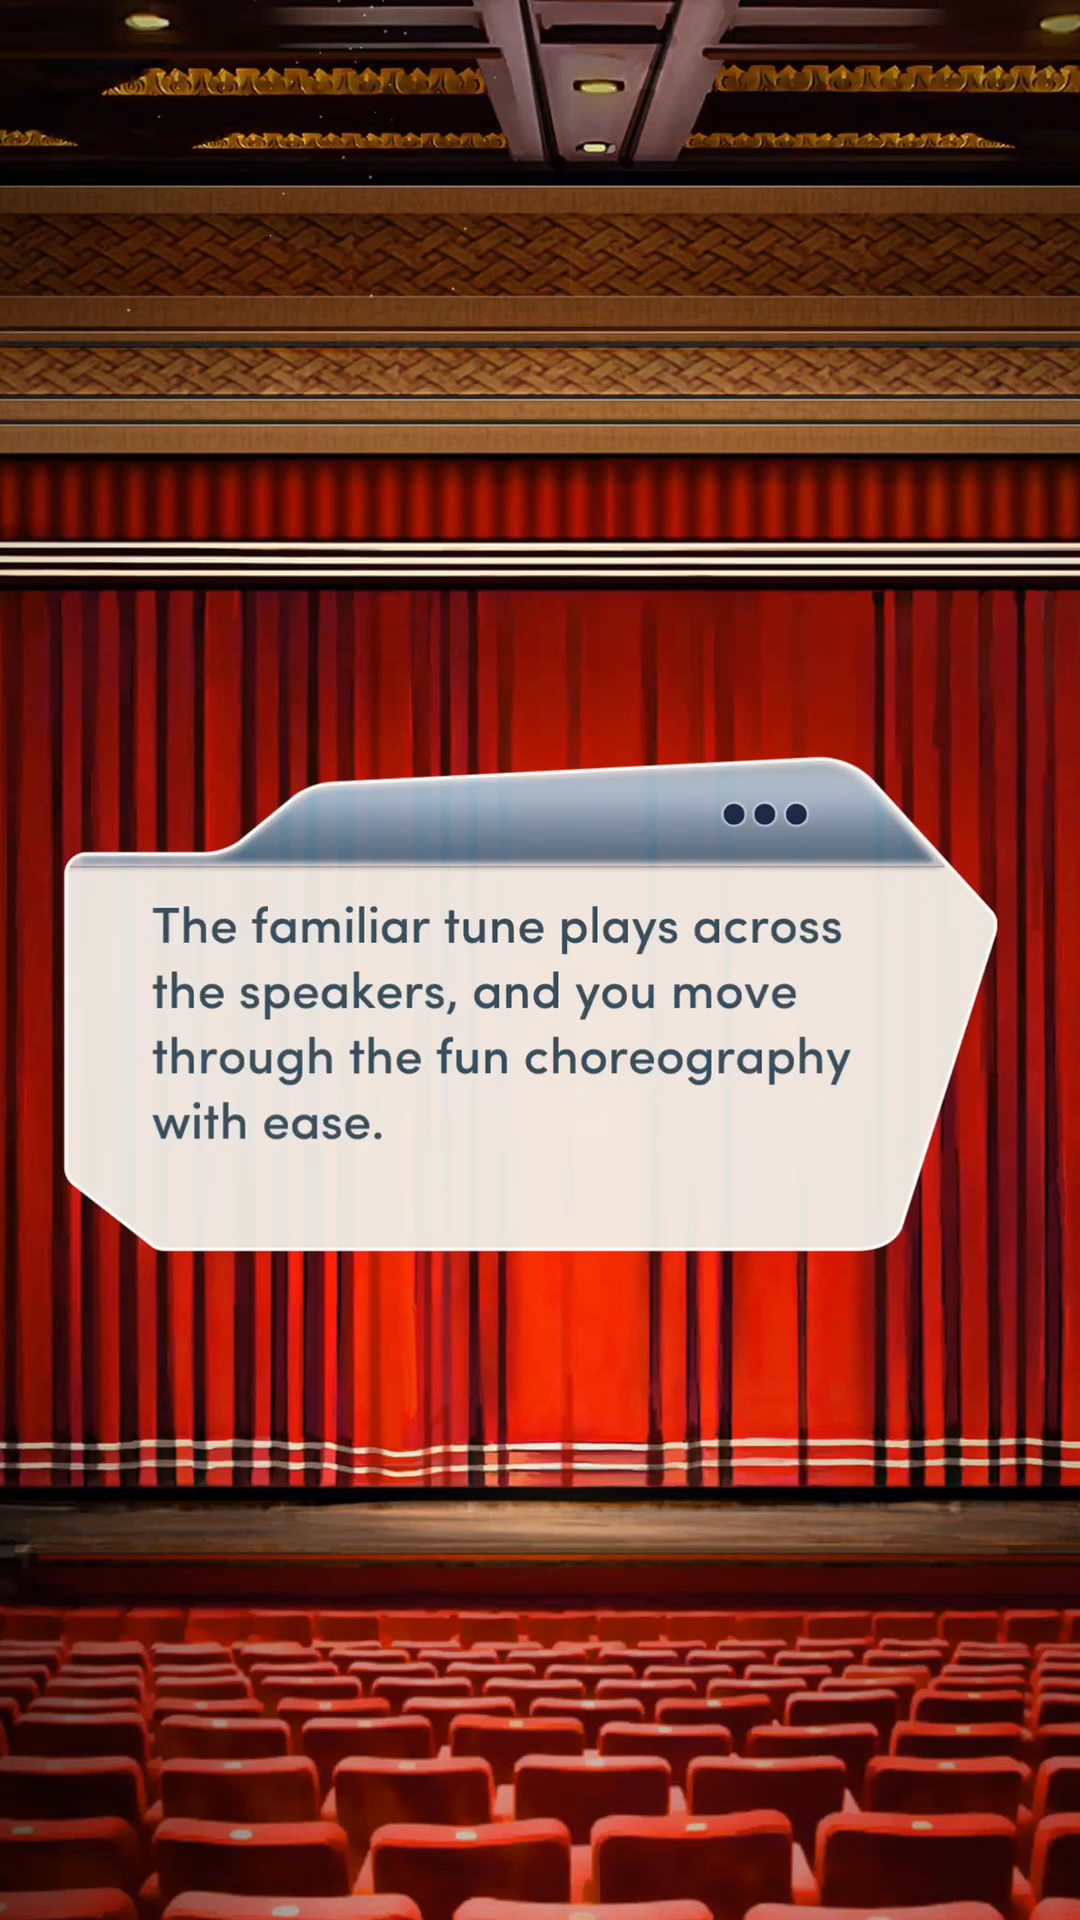 The familiar tune plays across
the speakers, and you move
through the fun choreography
with ease.